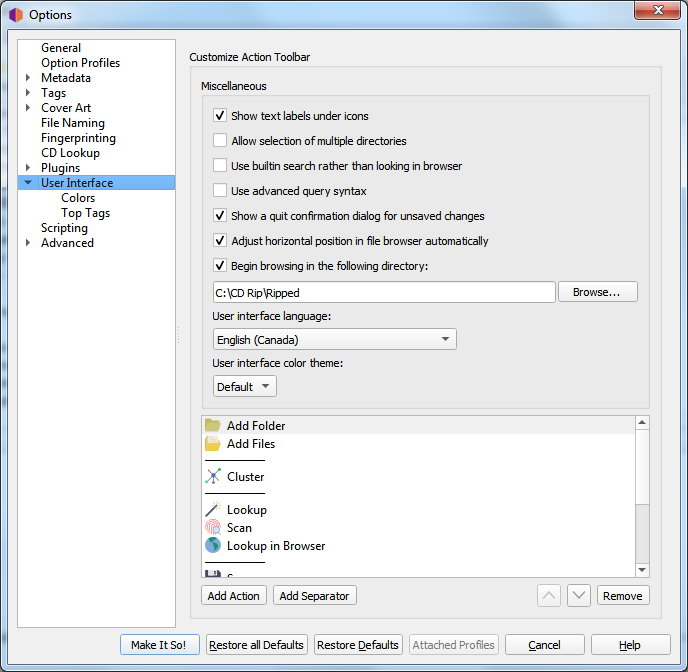 Options
General
Option Profiles
Metadata
Tags
Cover Art
File Naming
Fingerprinting
CD Lookup
Plugins
User Interface
Colors
Top Tags
Scripting
Advanced
Customize Action Toolbar
Miscellaneous
Show text labels under icons
Allow selection of multiple directories
Use builtin search rather than looking in browser
Use advanced query syntax
Show a quit confirmation dialog for unsaved changes
Adjust horizontal position in file browser automatically
Begin browsing in the following directory:
C:\CD Rip\Ripped
Browse...
User interface language:
English (Canada)
User interface color theme:
Default
Add Folder
Add Files
Cluster
Lookup
Scan
Lookup in Browser
Add Action
Add Separator
Remove
Make It So!
Restore all Defaults
Restore Defaults
Attached Profiles
Cancel
Help